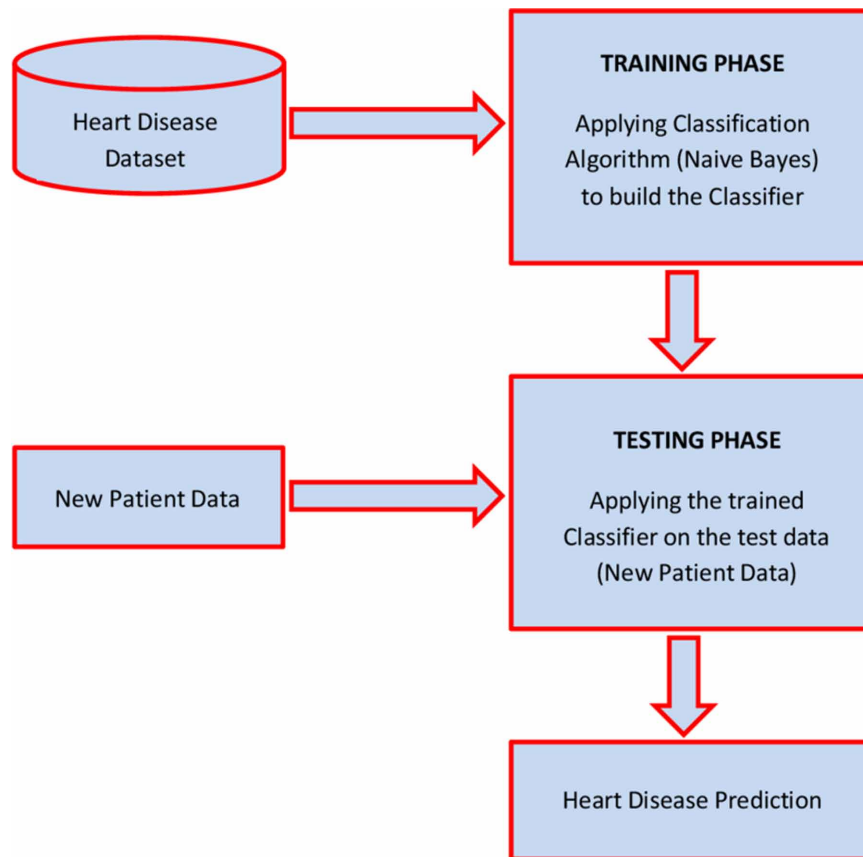 Heart Disease
Dataset
TRAINING PHASE
Applying Classification
Algorithm (Naive Bayes)
to build the Classifier
New Patient Data
TESTING PHASE
Applying the trained
Classifier on the test data
(New Patient Data)
Heart Disease Prediction